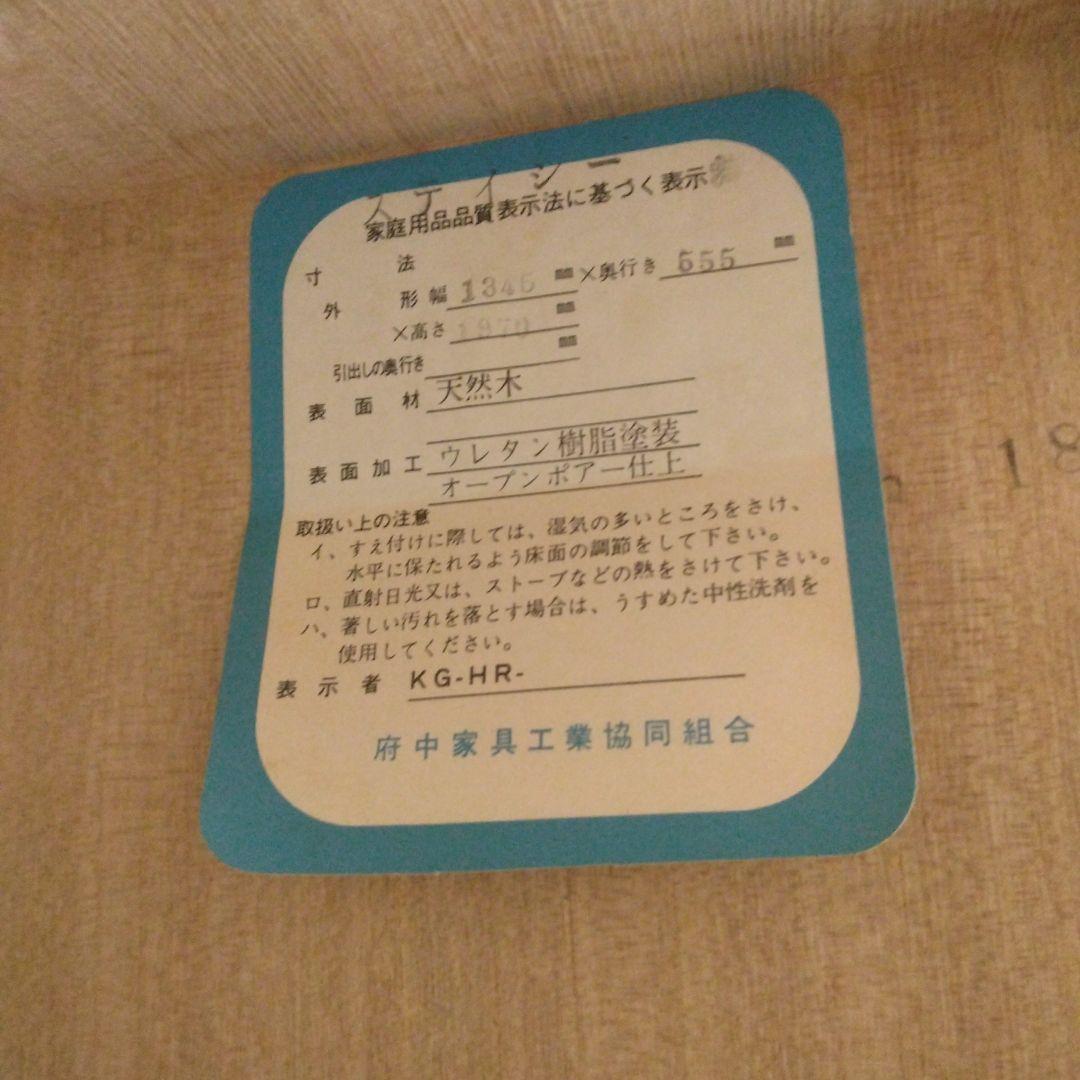 ステイシー
家庭用品品質表示法に基づく表示
寸法
外形幅 1345 mm ×奥行き 555 mm
×高さ 1970 mm
引出しの奥行き mm
表面材 天然木
表面加工 ウレタン樹脂塗装
オープンポアー仕上
取扱い上の注意
イ、すえ付けに際しては、湿気の多いところをさけ、
水平に保たれるよう床面の調節をして下さい。
ロ、直射日光又は、ストーブなどの熱をさけて下さい。
ハ、著しい汚れを落とす場合は、うすめた中性洗剤を
使用してください。
表示者 KG-HR-
府中家具工業協同組合
18